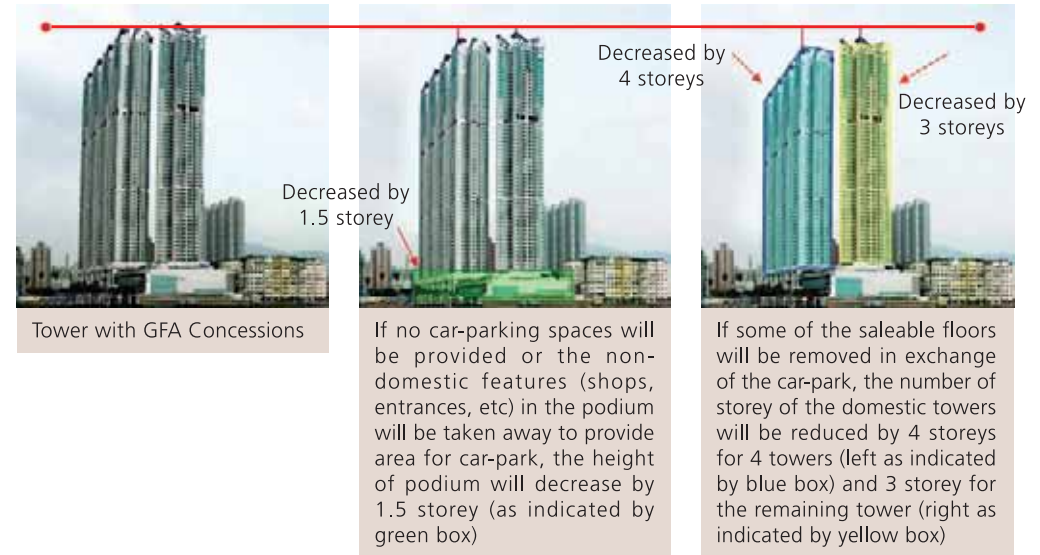 Decreased by
4 storeys
Decreased by
3 storeys
Decreased by
1.5 storey
Tower with GFA Concessions
If no car-parking spaces will
be provided or the non-
domestic features (shops,
entrances, etc) in the podium
will be taken away to provide
area for car-park, the height
of podium will decrease by
1.5 storey (as indicated by
green box)
If some of the saleable floors
will be removed in exchange
of the car-park, the number of
storey of the domestic towers
will be reduced by 4 storeys
for 4 towers (left as indicated
by blue box) and 3 storey for
the remaining tower (right as
indicated by yellow box)